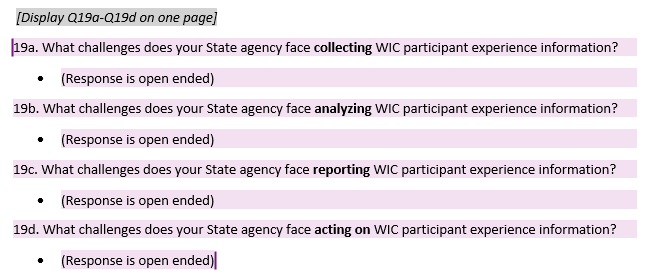 [Display Q19a-Q19d on one page]
19a. What challenges does your State agency face collecting WIC participant experience information?
• (Response is open ended)
19b. What challenges does your State agency face analyzing WIC participant experience information?
• (Response is open ended)
19c. What challenges does your State agency face reporting WIC participant experience information?
• (Response is open ended)
19d. What challenges does your State agency face acting on WIC participant experience information?
• (Response is open ended)